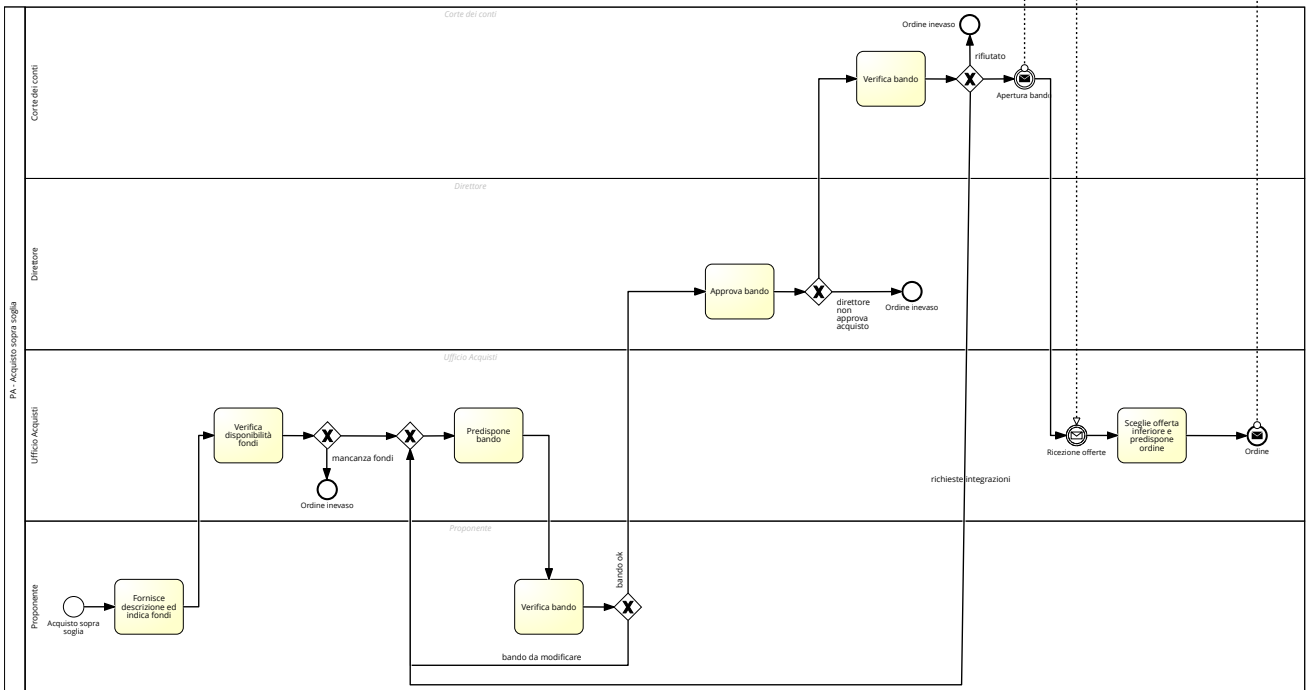 PA - Acquisto sopra soglia
Corte dei conti
Corte dei conti
Ordine inevaso
rifiutato
Verifica bando
Apertura bando
Direttore
Direttore
Approva bando
direttore
non
approva
acquisto
Ordine inevaso
Ufficio Acquisti
Ufficio Acquisti
Verifica
disponibilità
fondi
mancanza fondi
Ordine inevaso
Predispone
bando
richieste integrazioni
Ricezione offerte
Sceglie offerta
inferiore e
predispone
ordine
Ordine
Proponente
Proponente
Acquisto sopra
soglia
Fornisce
descrizione ed
indica fondi
Verifica bando
bando ok
bando da modificare